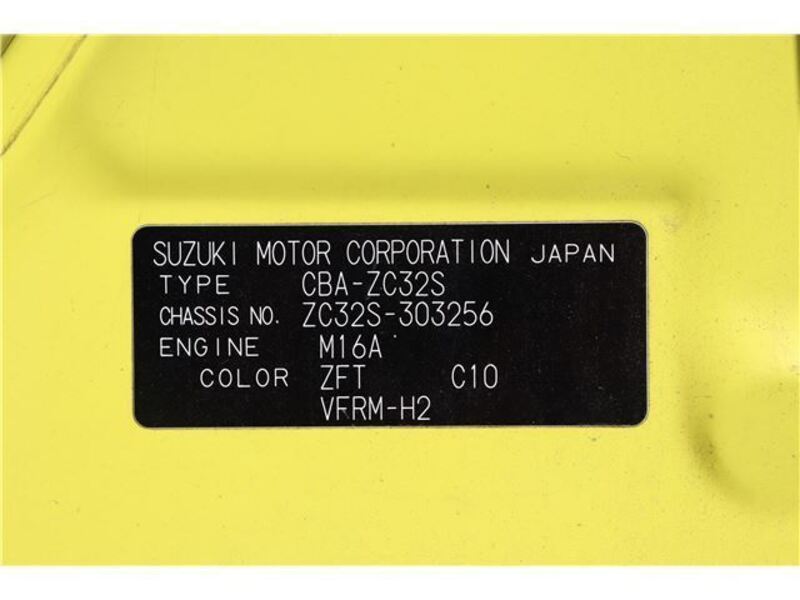 SUZUKI MOTOR CORPORATION JAPAN
TYPE CBA-ZC32S
CHASSIS NO. ZC32S-303256
ENGINE M16A
COLOR ZFT C10
VFRM-H2